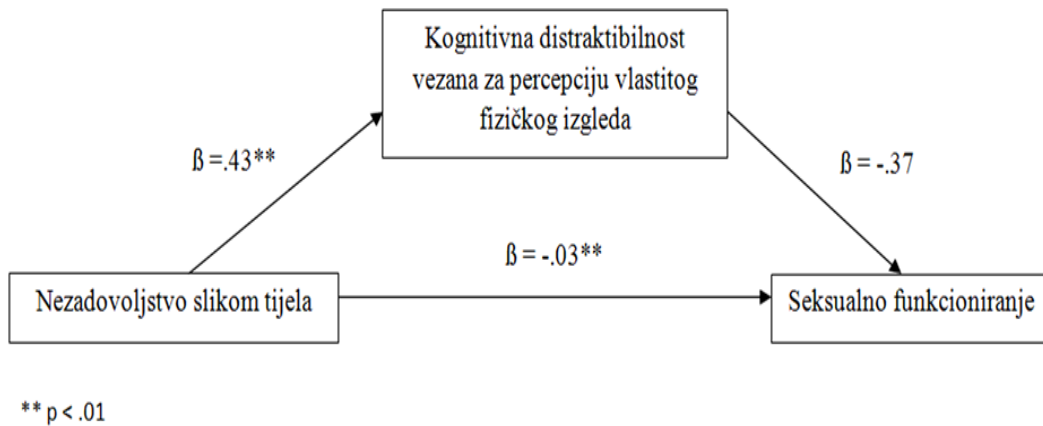 Kognitivna distraktibilnost
vezana za percepciju vlastitog
fizičkog izgleda
ß =.43**
ß = -.37
ß = -.03**
Nezadovoljstvo slikom tijela
Seksualno funkcioniranje
** p < .01